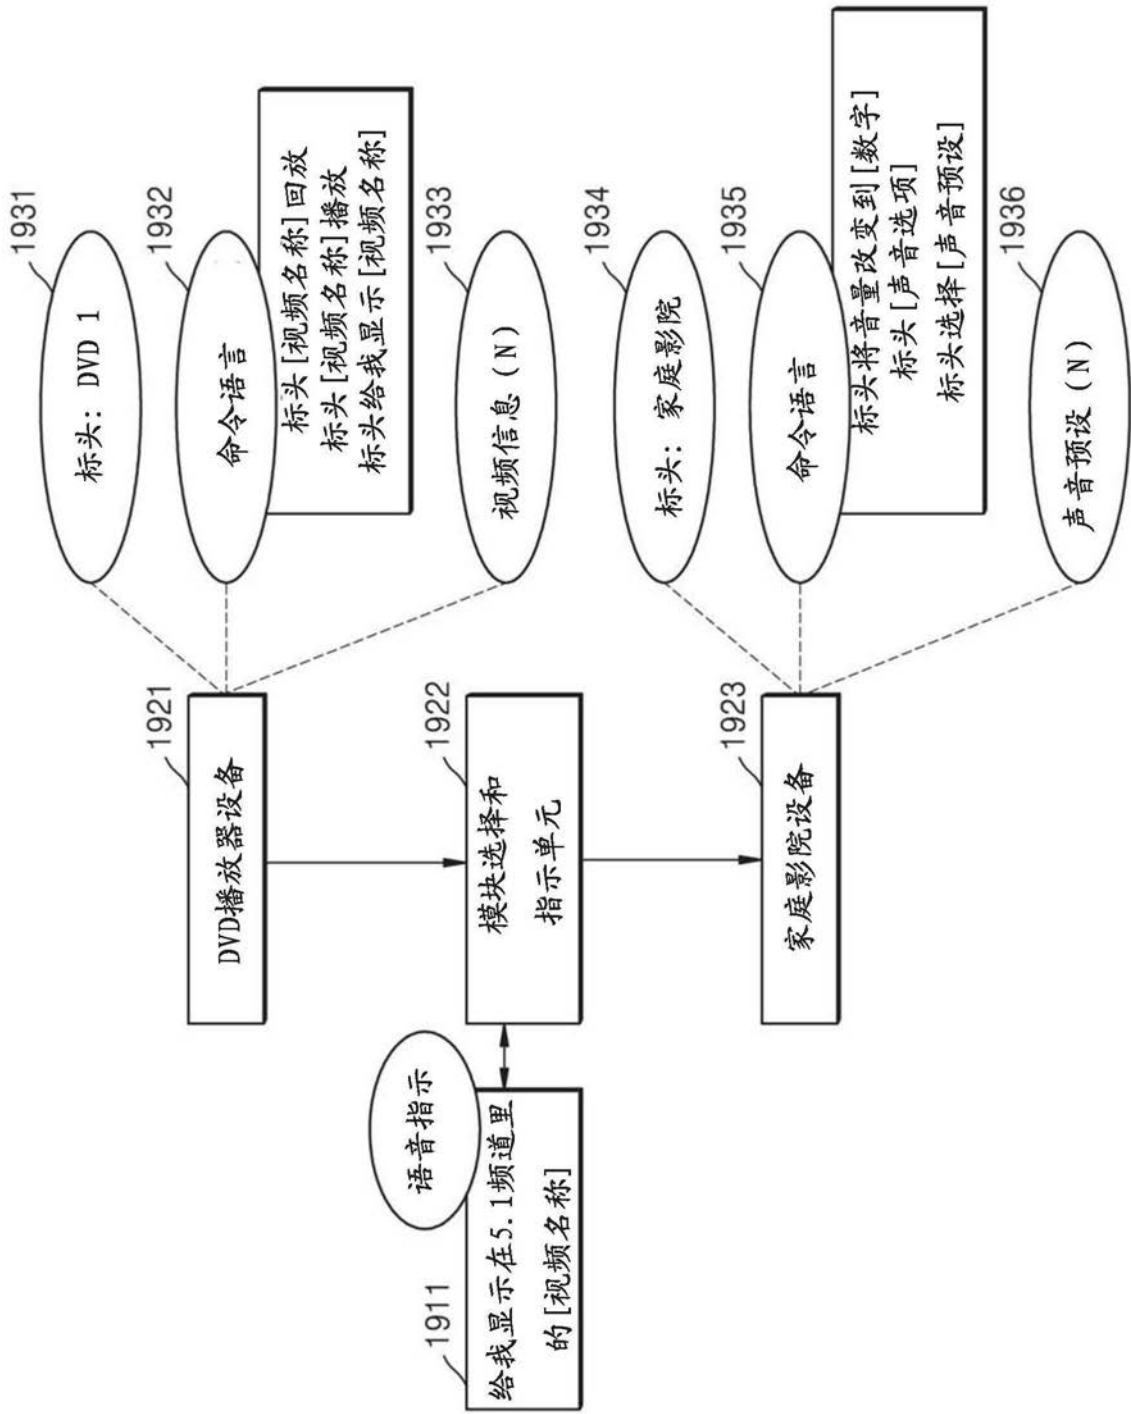 1911
语音指示
给我显示在5.1频道里
的[视频名称]
1921
DVD播放器设备
1922
模块选择和
指示单元
1923
家庭影院设备
1931
标头: DVD 1
1932
命令语言
标头[视频名称]回放
标头[视频名称]播放
标头给我显示[视频名称]
1933
视频信息(N)
1934
标头: 家庭影院
1935
命令语言
标头将音量改变到[数字]
标头[声音选项]
标头选择[声音预设]
1936
声音预设(N)